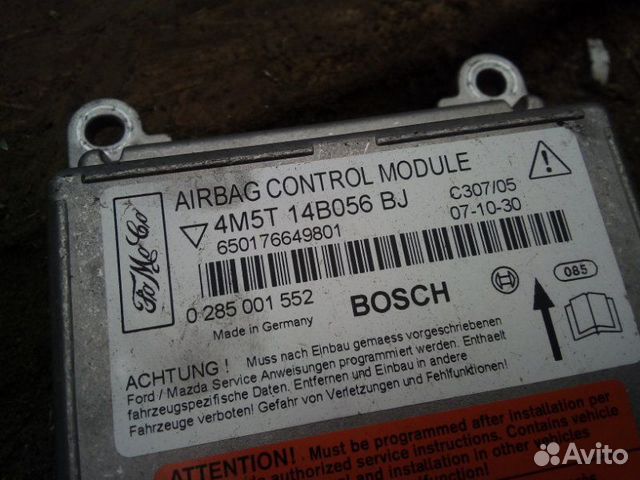 AIRBAG CONTROL MODULE
4M5T 14B056 BJ
C307/05
07-10-30
650176649801
FoMoCo
0 285 001 552
BOSCH
085
Made in Germany
ACHTUNG ! Muss nach Einbau gemaess vorgeschriebenen
Ford / Mazda Service Anweisungen programmiert werden. Enthaelt
fahrzeugspezifische Daten. Entfernen und Einbau in andere
Fahrzeuge verboten! Gefahr von Verletzungen und Fehlfunktionen!
ATTENTION! Must be programmed after installation per
authorized service instructions. Contains vehicle
and installation in other vehicles
malfunction!
Avito